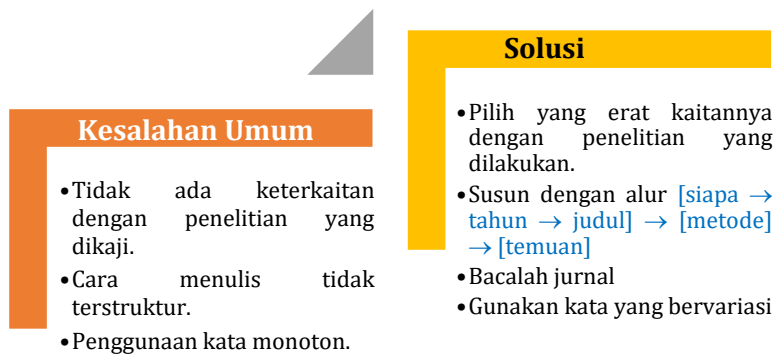 Kesalahan Umum
•Tidak ada keterkaitan
dengan penelitian yang
dikaji.
•Cara menulis tidak
terstruktur.
•Penggunaan kata monoton.
Solusi
•Pilih yang erat kaitannya
dengan penelitian yang
dilakukan.
•Susun dengan alur [siapa →
tahun → judul] → [metode]
→ [temuan]
•Bacalah jurnal
•Gunakan kata yang bervariasi